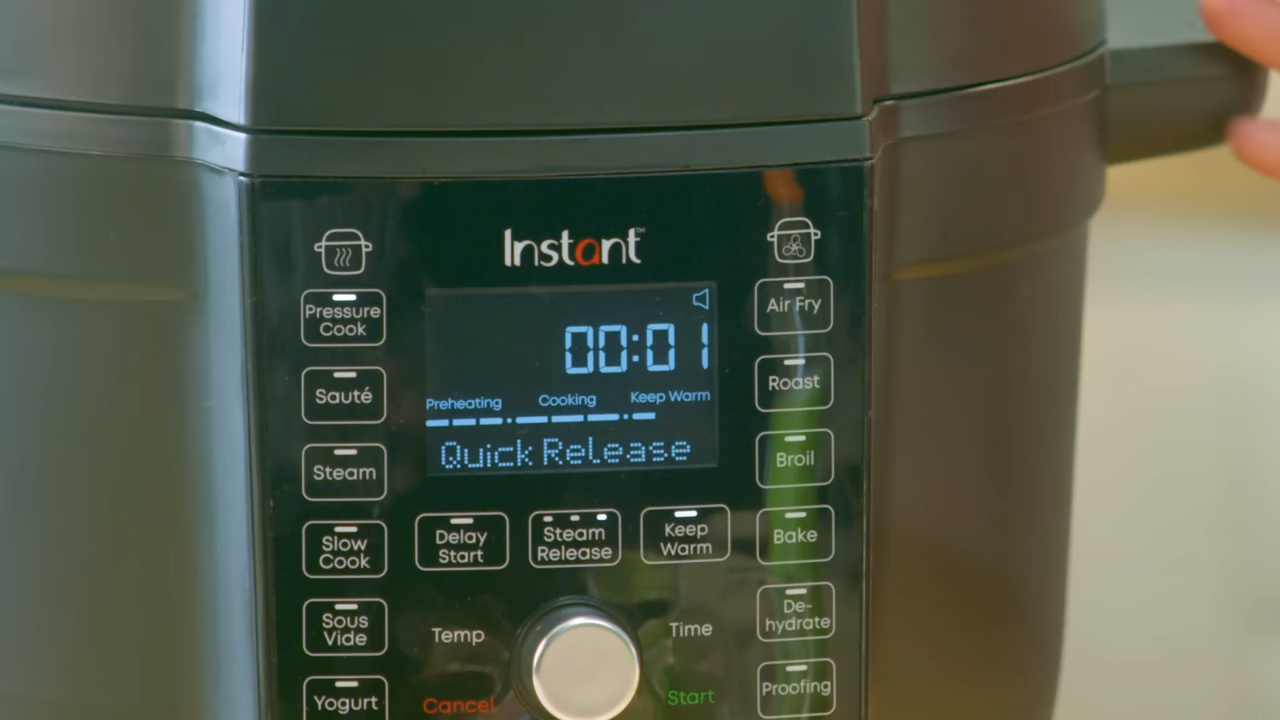 Instant™
Pressure
Cook
Sauté
Steam
Slow
Cook
Sous
Vide
Yogurt
00:01
Preheating Cooking Keep Warm
Quick Release
Delay
Start
Steam
Release
Keep
Warm
Temp
Time
Cancel
Start
Air Fry
Roast
Broil
Bake
De-
hydrate
Proofing